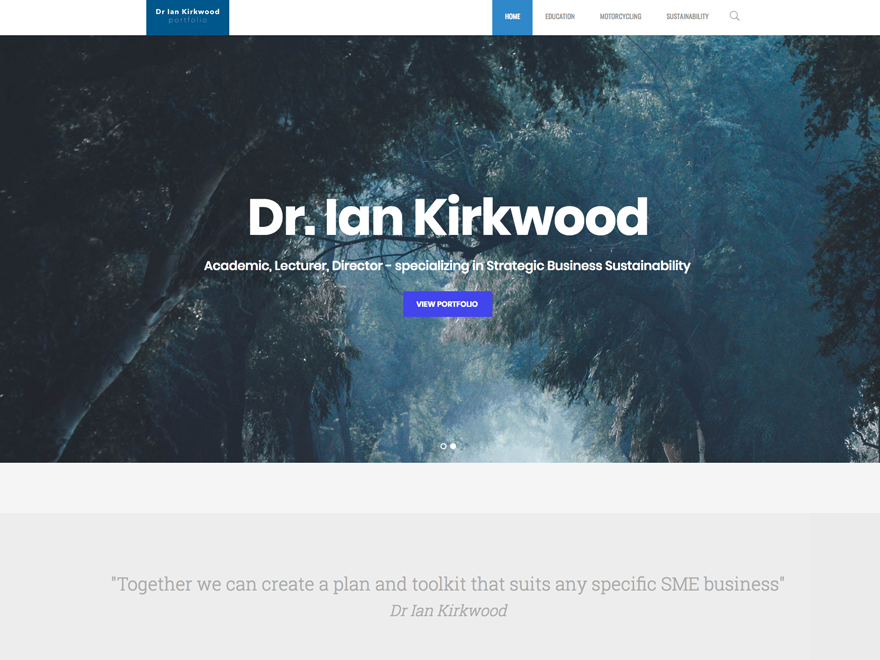 Dr Ian Kirkwood
portfolio
HOME EDUCATION MOTORCYCLING SUSTAINABILITY
Dr. Ian Kirkwood
Academic, Lecturer, Director - specializing in Strategic Business Sustainability
VIEW PORTFOLIO
"Together we can create a plan and toolkit that suits any specific SME business"
Dr Ian Kirkwood